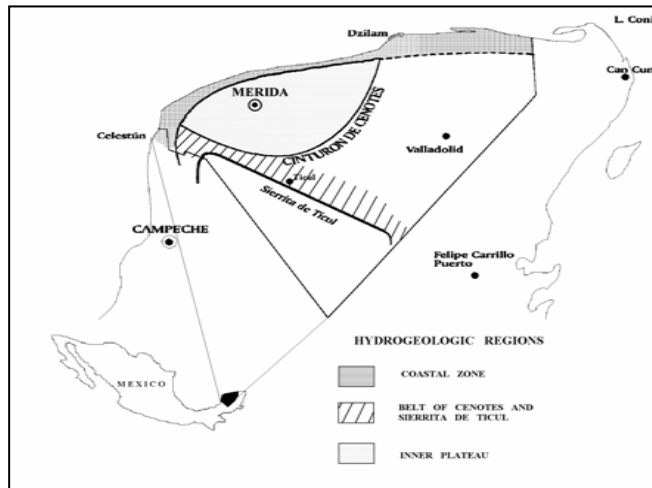 L. Coni
Dzilam
Can Cun
MERIDA
CINTURON DE CENOTES
Celestún
Valladolid
Ticul
Sierrita de Ticul
CAMPECHE
Felipe Carrillo
Puerto
HYDROGEOLOGIC REGIONS
COASTAL ZONE
MEXICO
BELT OF CENOTES AND
SIERRITA DE TICUL
INNER PLATEAU